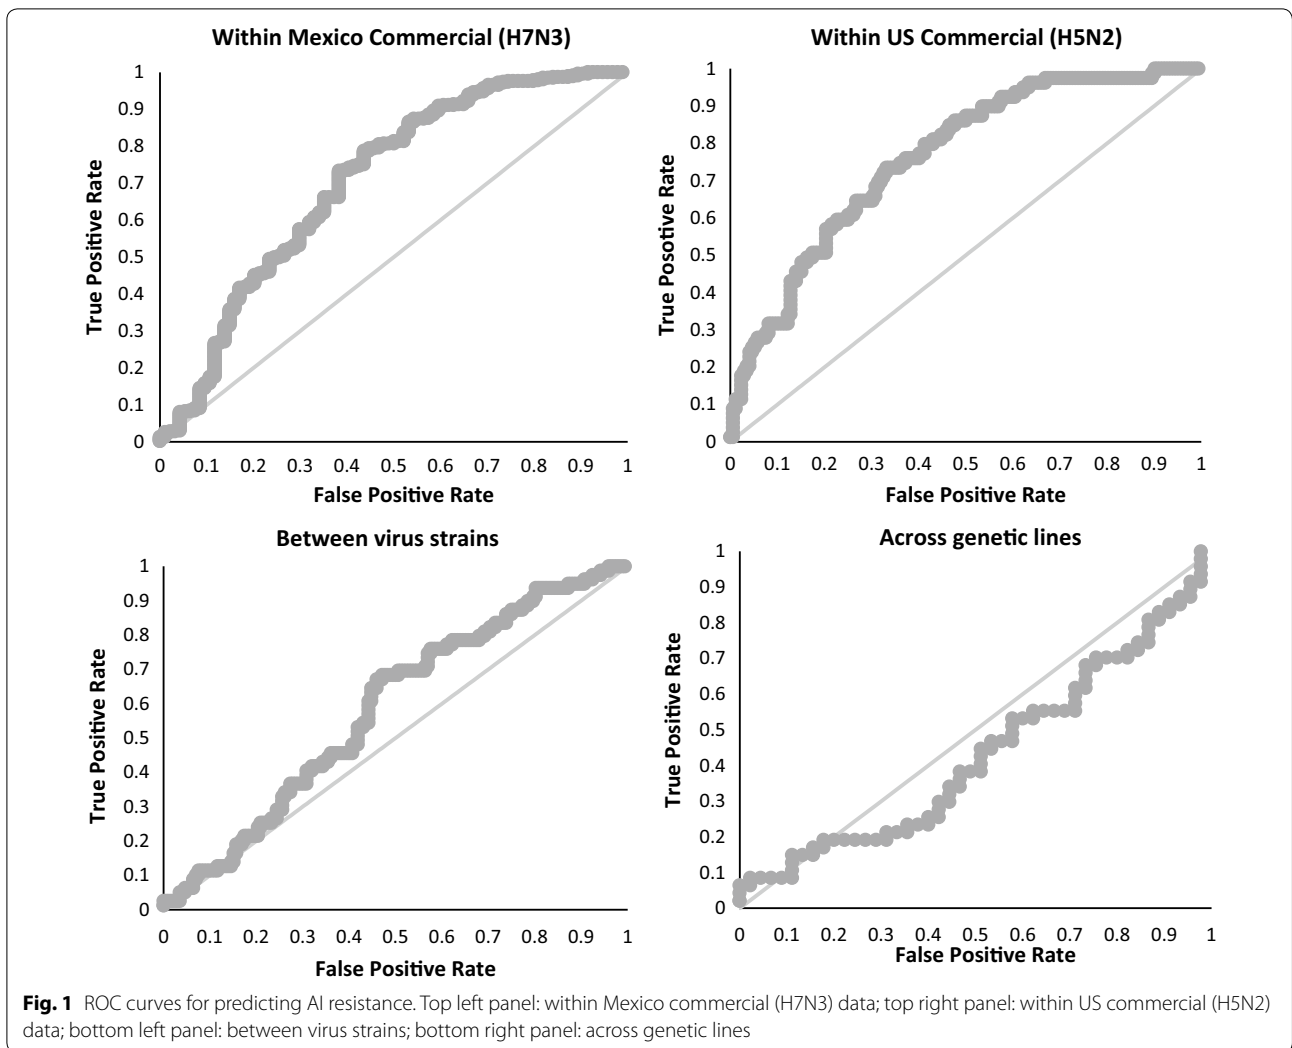 Within Mexico Commercial (H7N3)
True Positive Rate
1
0.9
0.8
0.7
0.6
0.5
0.4
0.3
0.2
0.1
0
0 0.1 0.2 0.3 0.4 0.5 0.6 0.7 0.8 0.9 1
False Positive Rate
Within US Commercial (H5N2)
True Posotive Rate
1
0.9
0.8
0.7
0.6
0.5
0.4
0.3
0.2
0.1
0
0 0.1 0.2 0.3 0.4 0.5 0.6 0.7 0.8 0.9 1
False Positive Rate
Between virus strains
True Positive Rate
1
0.9
0.8
0.7
0.6
0.5
0.4
0.3
0.2
0.1
0
0 0.1 0.2 0.3 0.4 0.5 0.6 0.7 0.8 0.9 1
False Positive Rate
Across genetic lines
True Positive Rate
1
0.9
0.8
0.7
0.6
0.5
0.4
0.3
0.2
0.1
0
0 0.1 0.2 0.3 0.4 0.5 0.6 0.7 0.8 0.9 1
False Positive Rate
Fig. 1 ROC curves for predicting AI resistance. Top left panel: within Mexico commercial (H7N3) data; top right panel: within US commercial (H5N2)
data; bottom left panel: between virus strains; bottom right panel: across genetic lines